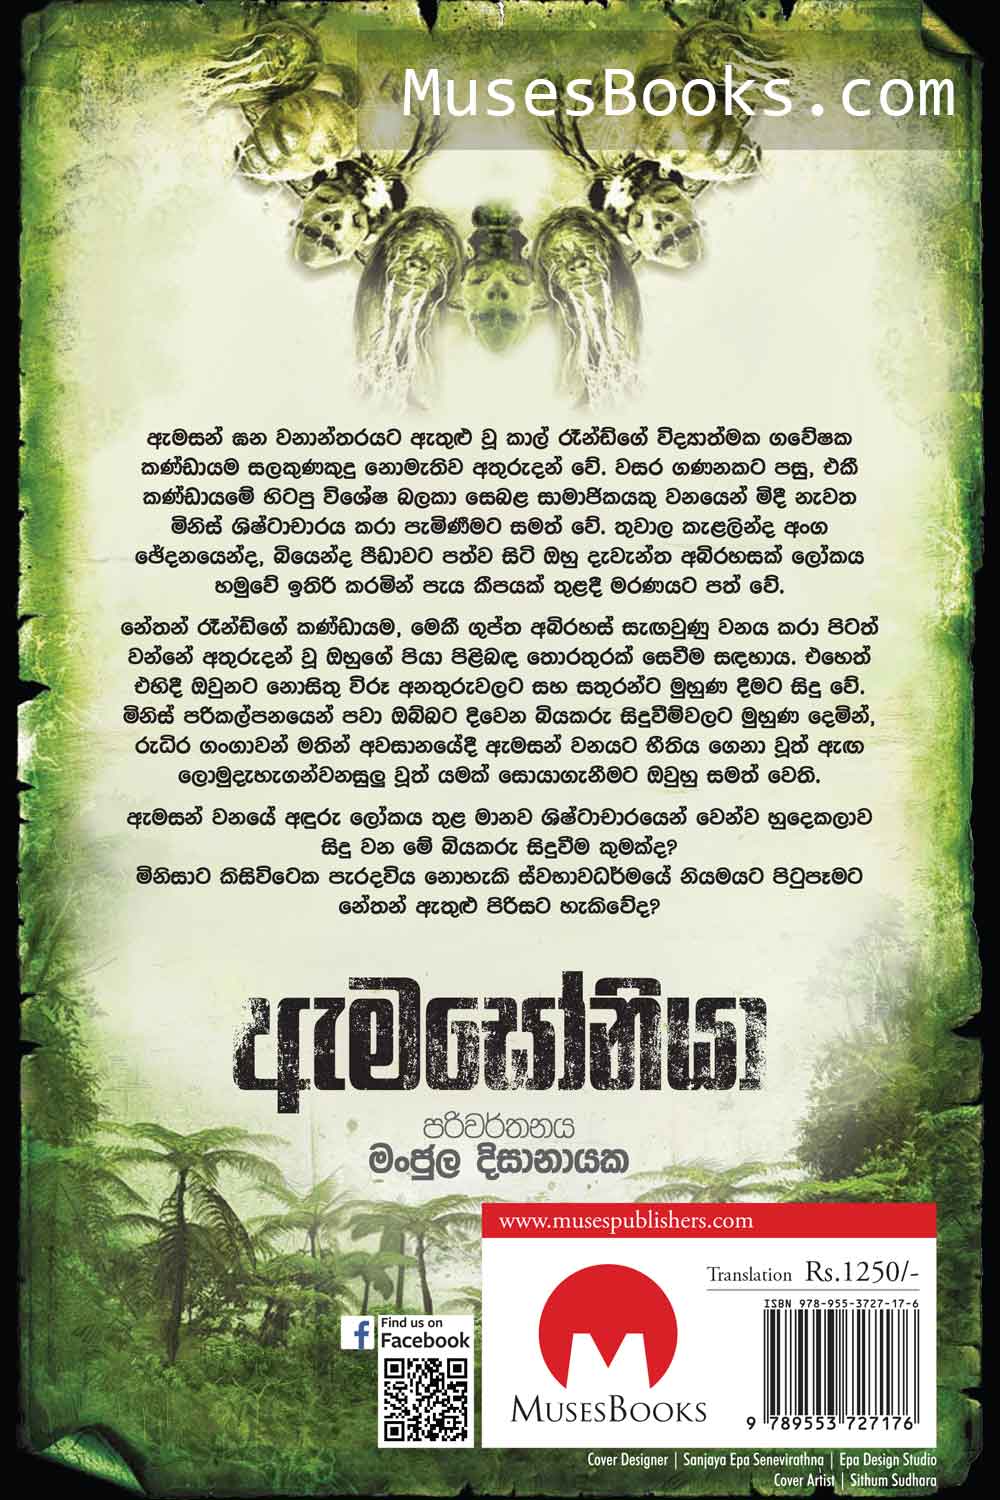 MusesBooks.com
ඇමසන් ඝන වනාන්තරයට ඇතුළු වූ කාල් රෑන්ඩ්ගේ විද්‍යාත්මක ගවේෂක
කණ්ඩායම සලකුණකුදු නොමැතිව අතුරුදන් වේ. වසර ගණනකට පසු, එකී
කණ්ඩායමේ හිටපු විශේෂ බලකා සෙබළ සාමාජිකයකු වනයෙන් මිදී නැවත
මිනිස් ශිෂ්ටාචාරය කරා පැමිණීමට සමත් වේ. තුවාල කැළලින්ද අංග
ඡේදනයෙන්ද, බියෙන්ද පීඩාවට පත්ව සිටි ඔහු දැවැන්ත අබිරහසක් ලෝකය
හමුවේ ඉතිරි කරමින් පැය කීපයක් තුළදී මරණයට පත් වේ.
නේතන් රෑන්ඩ්ගේ කණ්ඩායම, මෙකී ගුප්ත අබිරහස් සැඟවුණු වනය කරා පිටත්
වන්නේ අතුරුදන් වූ ඔහුගේ පියා පිළිබඳ තොරතුරක් සෙවීම සඳහාය. එහෙත්
එහිදී ඔවුනට නොසිතූ විරූ අනතුරුවලට සහ සතුරන්ට මුහුණ දීමට සිදු වේ.
මිනිස් පරිකල්පනයෙන් පවා ඔබ්බට දිවෙන බියකරු සිදුවීම්වලට මුහුණ දෙමින්,
රුධිර ගංගාවන් මතින් අවසානයේදී ඇමසන් වනයට භීතිය ගෙනා වූත් ඇඟ
ලොමුදැහැගන්වනසුලු වූත් යමක් සොයාගැනීමට ඔවුහු සමත් වෙති.
ඇමසන් වනයේ අඳුරු ලෝකය තුළ මානව ශිෂ්ටාචාරයෙන් වෙන්ව හුදෙකලාව
සිදු වන මේ බියකරු සිදුවීම කුමක්ද?
මිනිසාට කිසිවිටෙක පැරදවිය නොහැකි ස්වභාවධර්මයේ නියමයට පිටුපෑමට
නේතන් ඇතුළු පිරිසට හැකිවේද?
ඇමසෝනියා
පරිවර්තනය
මංජුල දිසානායක
www.musespublishers.com
Translation Rs.1250/-
ISBN 978-955-3727-17-6
MUSESBOOKS
9 789553 727176
Find us on
Facebook
Cover Designer | Sanjaya Epa Senevirathna | Epa Design Studio
Cover Artist | Sithum Sudhara